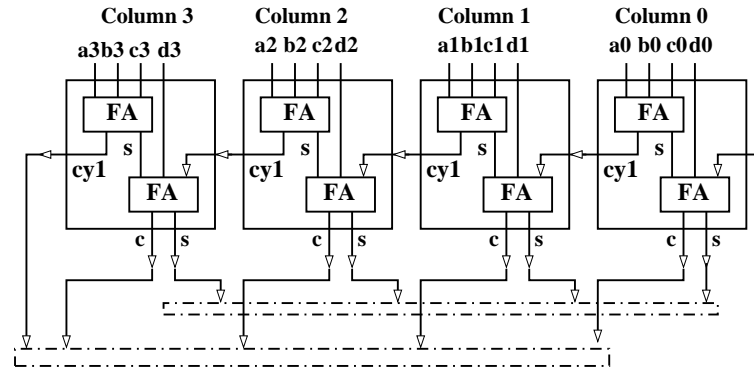 Column 3 Column 2 Column 1 Column 0
a3b3 c3 d3 a2 b2 c2d2 a1b1c1d1 a0 b0 c0d0
FA FA FA FA
s s s s
cy1 cy1 cy1 cy1
FA FA FA FA
c s c s c s c s